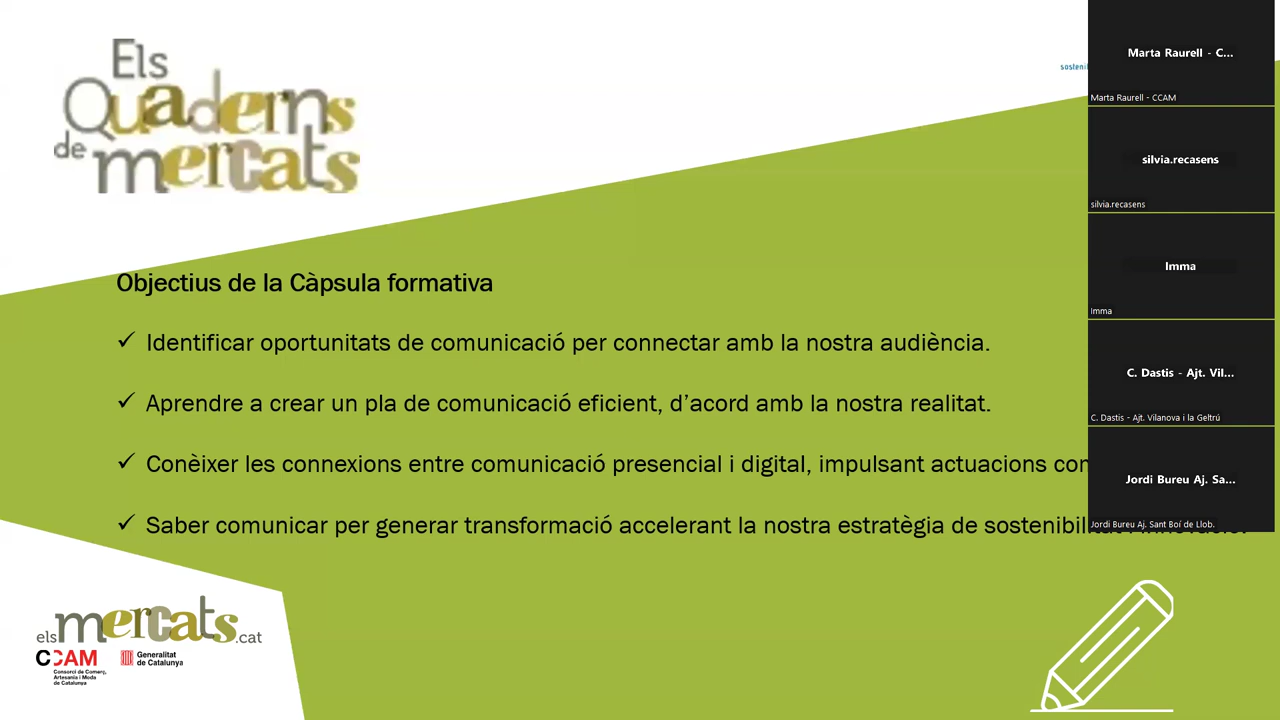 Els
Quaderns
de mercats
sostenib
Objectius de la Càpsula formativa
✓ Identificar oportunitats de comunicació per connectar amb la nostra audiència.
✓ Aprendre a crear un pla de comunicació eficient, d’acord amb la nostra realitat.
✓ Conèixer les connexions entre comunicació presencial i digital, impulsant actuacions
✓ Saber comunicar per generar transformació accelerant la nostra estratègia de sostenibilitat i innovació.
elsmercats.cat
CCAM
Consorci de Comerç,
Artesania i Moda
de Catalunya
Generalitat
de Catalunya
Marta Raurell - C...
Marta Raurell - CCAM
silvia.recasens
silvia.recasens
Imma
Imma
C. Dastis - Ajt. Vil...
C. Dastis - Ajt. Vilanova i la Geltrú
Jordi Bureu Aj. Sa...
Jordi Bureu Aj. Sant Boi de Llob.